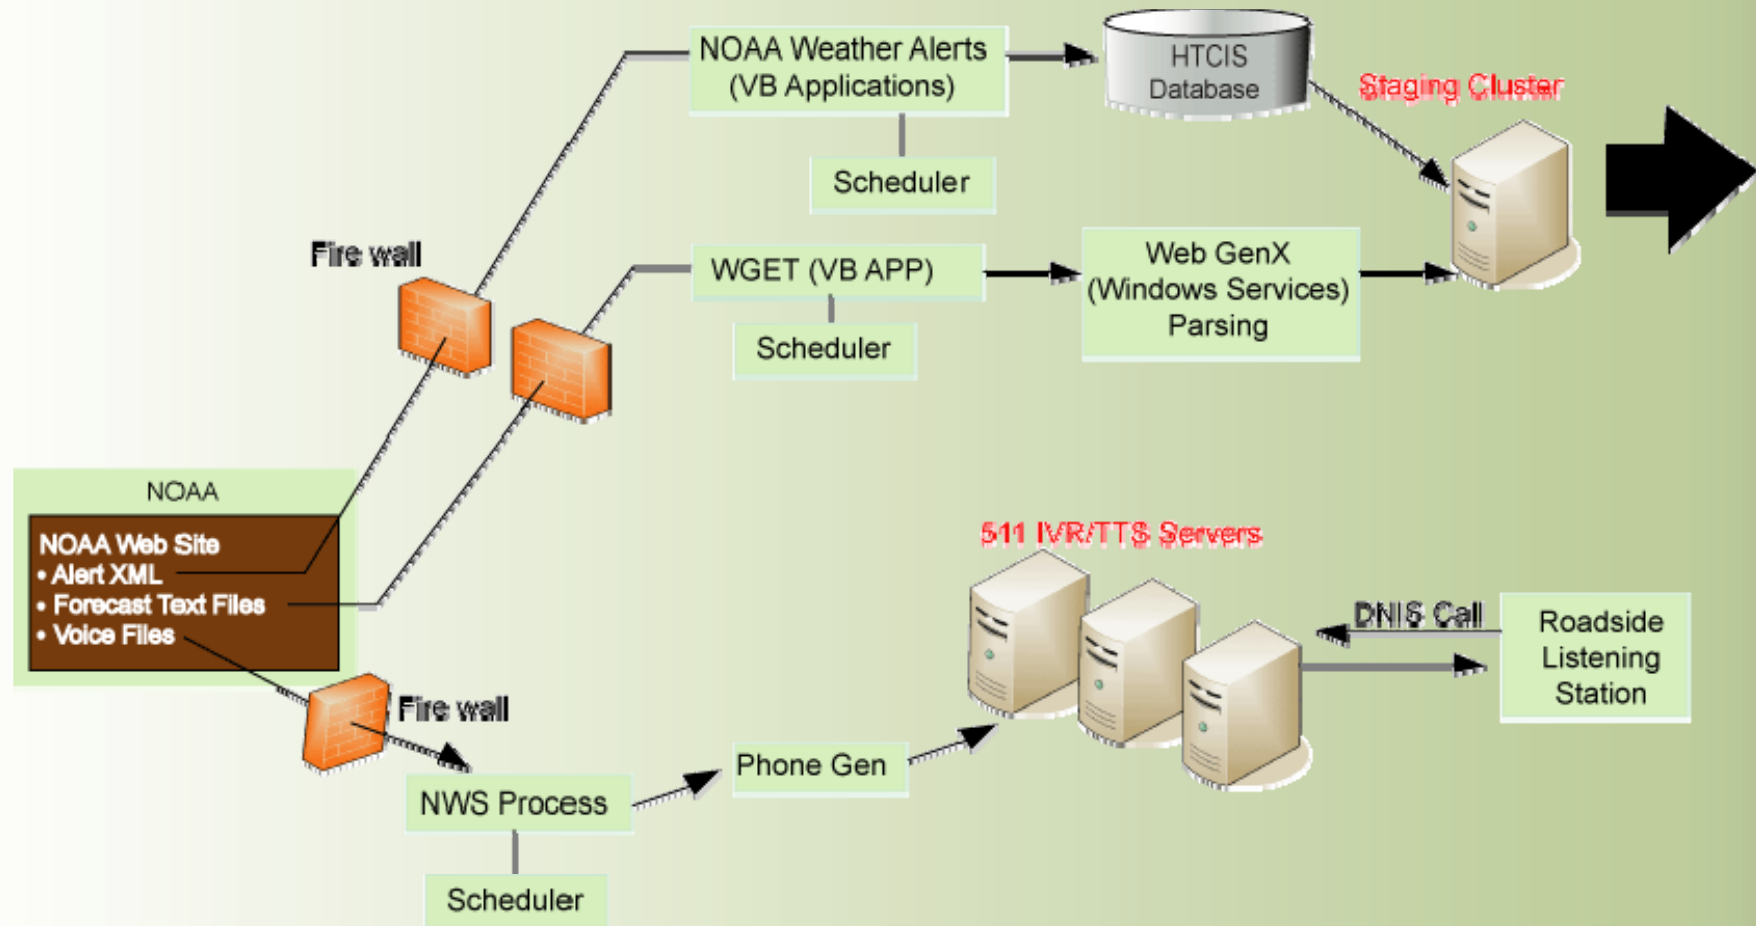 NOAA Weather Alerts
(VB Applications)
HTCIS
Database
Staging Cluster
Scheduler
Fire wall
WGET (VB APP)
Web GenX
(Windows Services)
Parsing
Scheduler
NOAA
NOAA Web Site
• Alert XML
• Forecast Text Files
• Voice Files
511 IVR/TTS Servers
DNIS Call
Roadside
Listening
Station
Fire wall
Phone Gen
NWS Process
Scheduler